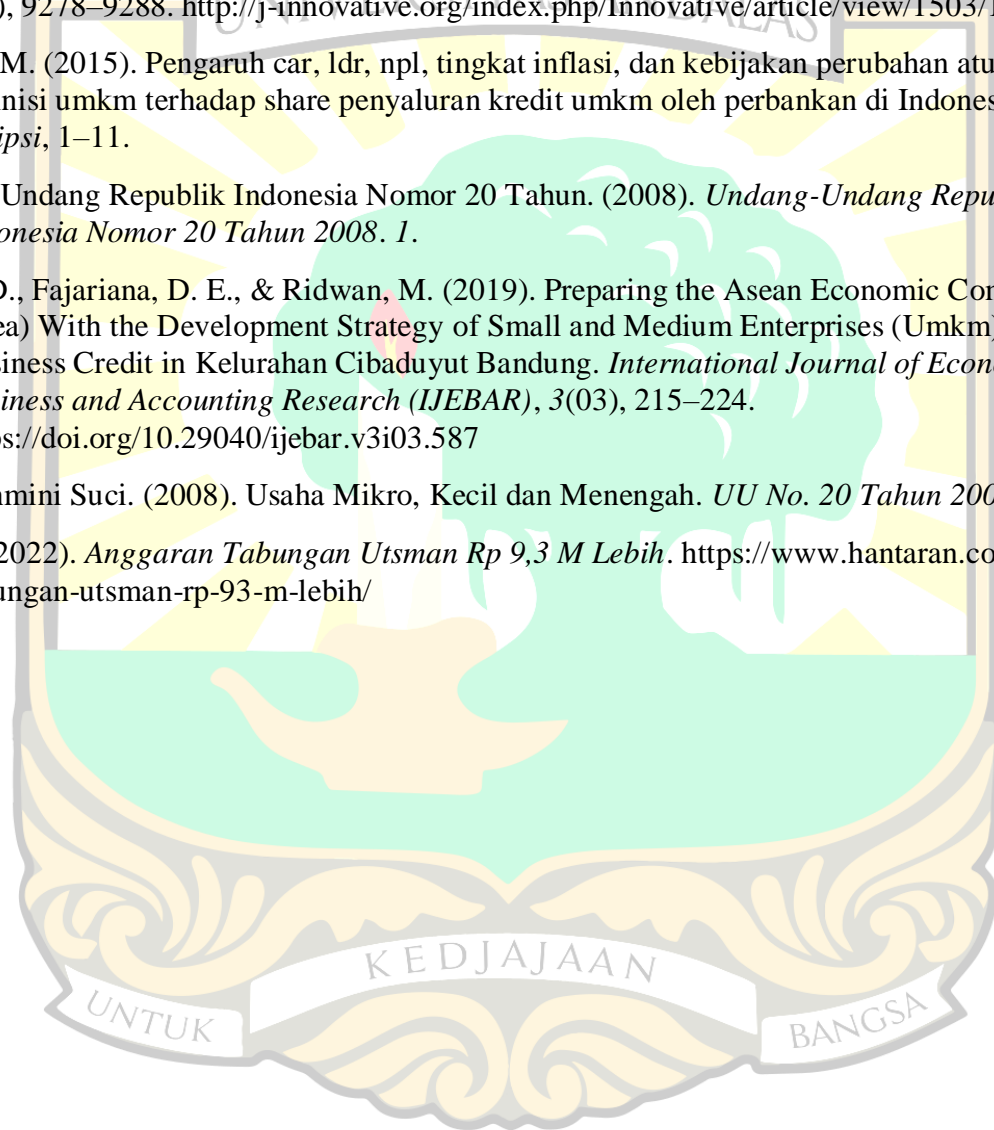 ), 9278–9288. http://j-innovative.org/index.php/Innovative/article/view/1503/
M. (2015). Pengaruh car, ldr, npl, tingkat inflasi, dan kebijakan perubahan atu
nisi umkm terhadap share penyaluran kredit umkm oleh perbankan di Indones
ipsi, 1–11.
Undang Republik Indonesia Nomor 20 Tahun. (2008). Undang-Undang Repu
onesia Nomor 20 Tahun 2008. 1.
D., Fajariana, D. E., & Ridwan, M. (2019). Preparing the Asean Economic Con
ea) With the Development Strategy of Small and Medium Enterprises (Umkm)
siness Credit in Kelurahan Cibaduyut Bandung. International Journal of Econo
iness and Accounting Research (IJEBAR), 3(03), 215–224.
ps://doi.org/10.29040/ijebar.v3i03.587
mini Suci. (2008). Usaha Mikro, Kecil dan Menengah. UU No. 20 Tahun 200
2022). Anggaran Tabungan Utsman Rp 9,3 M Lebih. https://www.hantaran.co
ungan-utsman-rp-93-m-lebih/
UNTUK KEDJAJAAN BANGSA